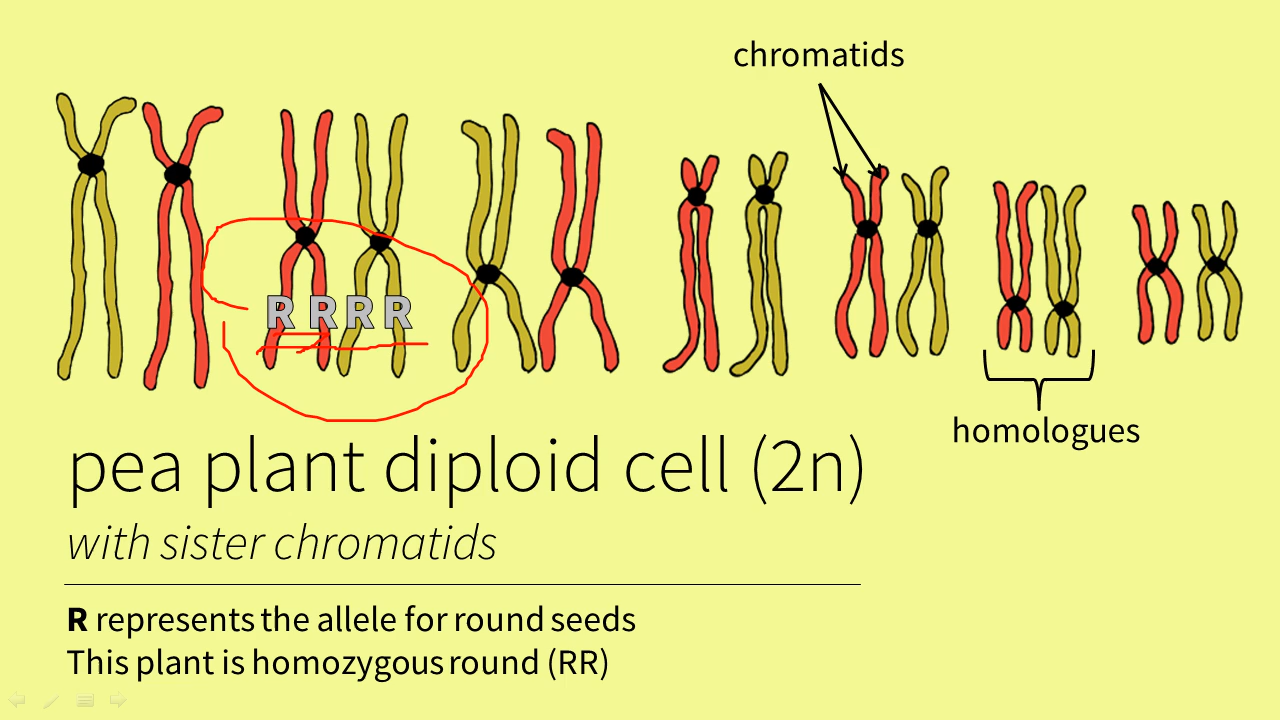 chromatids
R R R R
homologues
pea plant diploid cell (2n)
with sister chromatids
R represents the allele for round seeds
This plant is homozygous round (RR)